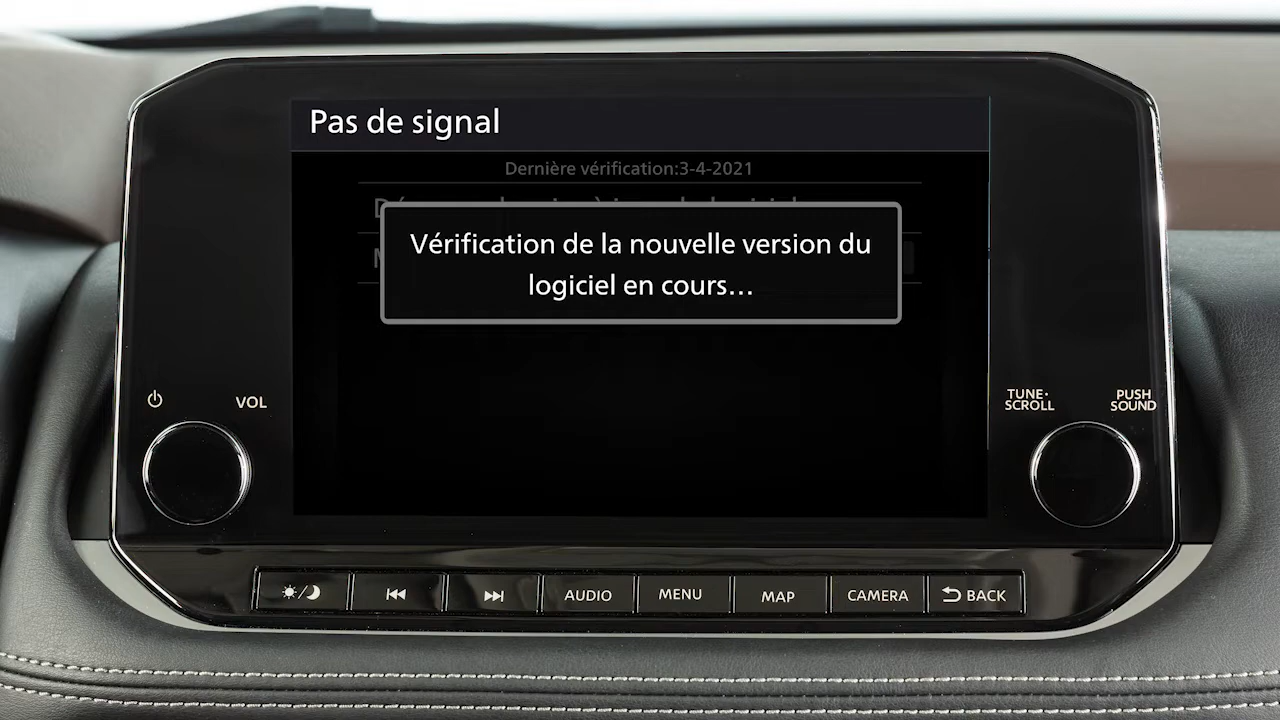 Pas de signal
Dernière vérification:3-4-2021
Vérification de la nouvelle version du
logiciel en cours...
VOL
TUNE·
SCROLL
PUSH
SOUND
AUDIO
MENU
MAP
CAMERA
BACK